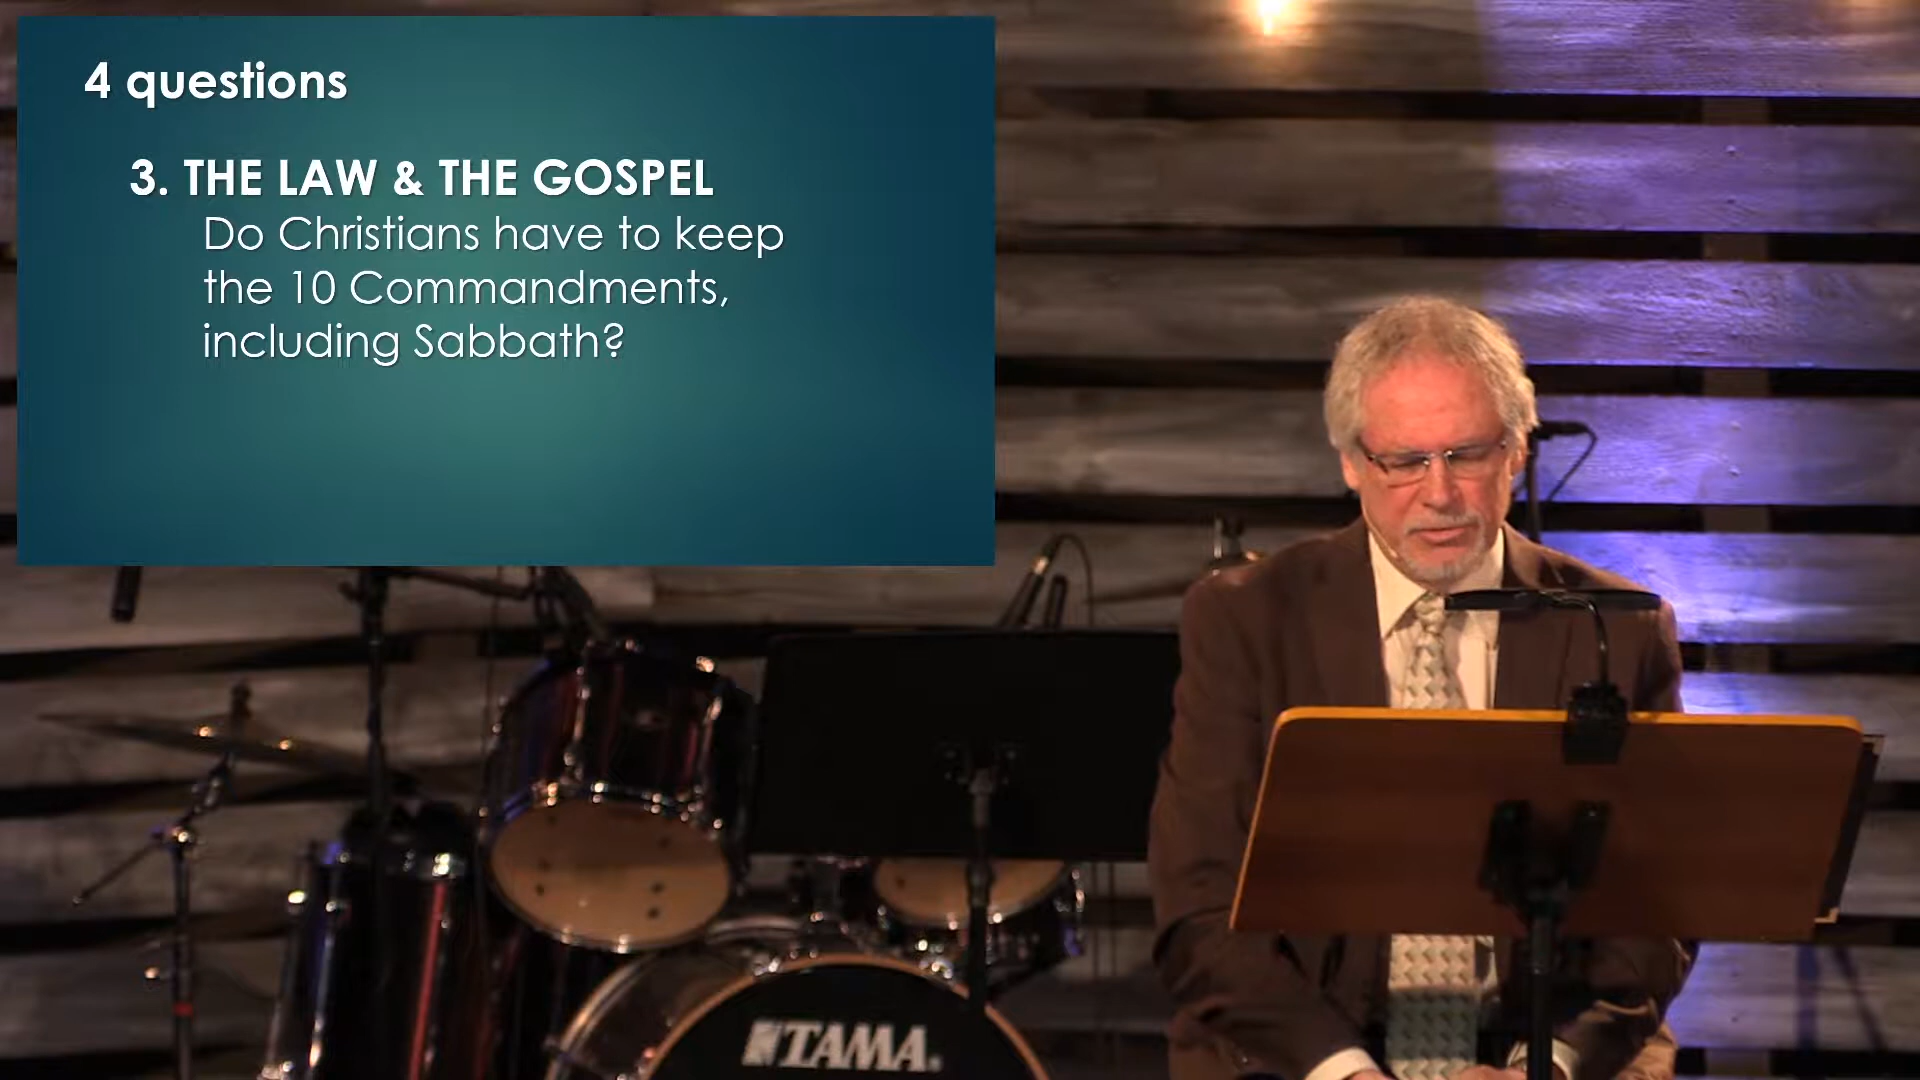 4 questions
3. THE LAW & THE GOSPEL
Do Christians have to keep
the 10 Commandments,
including Sabbath?
TAMA